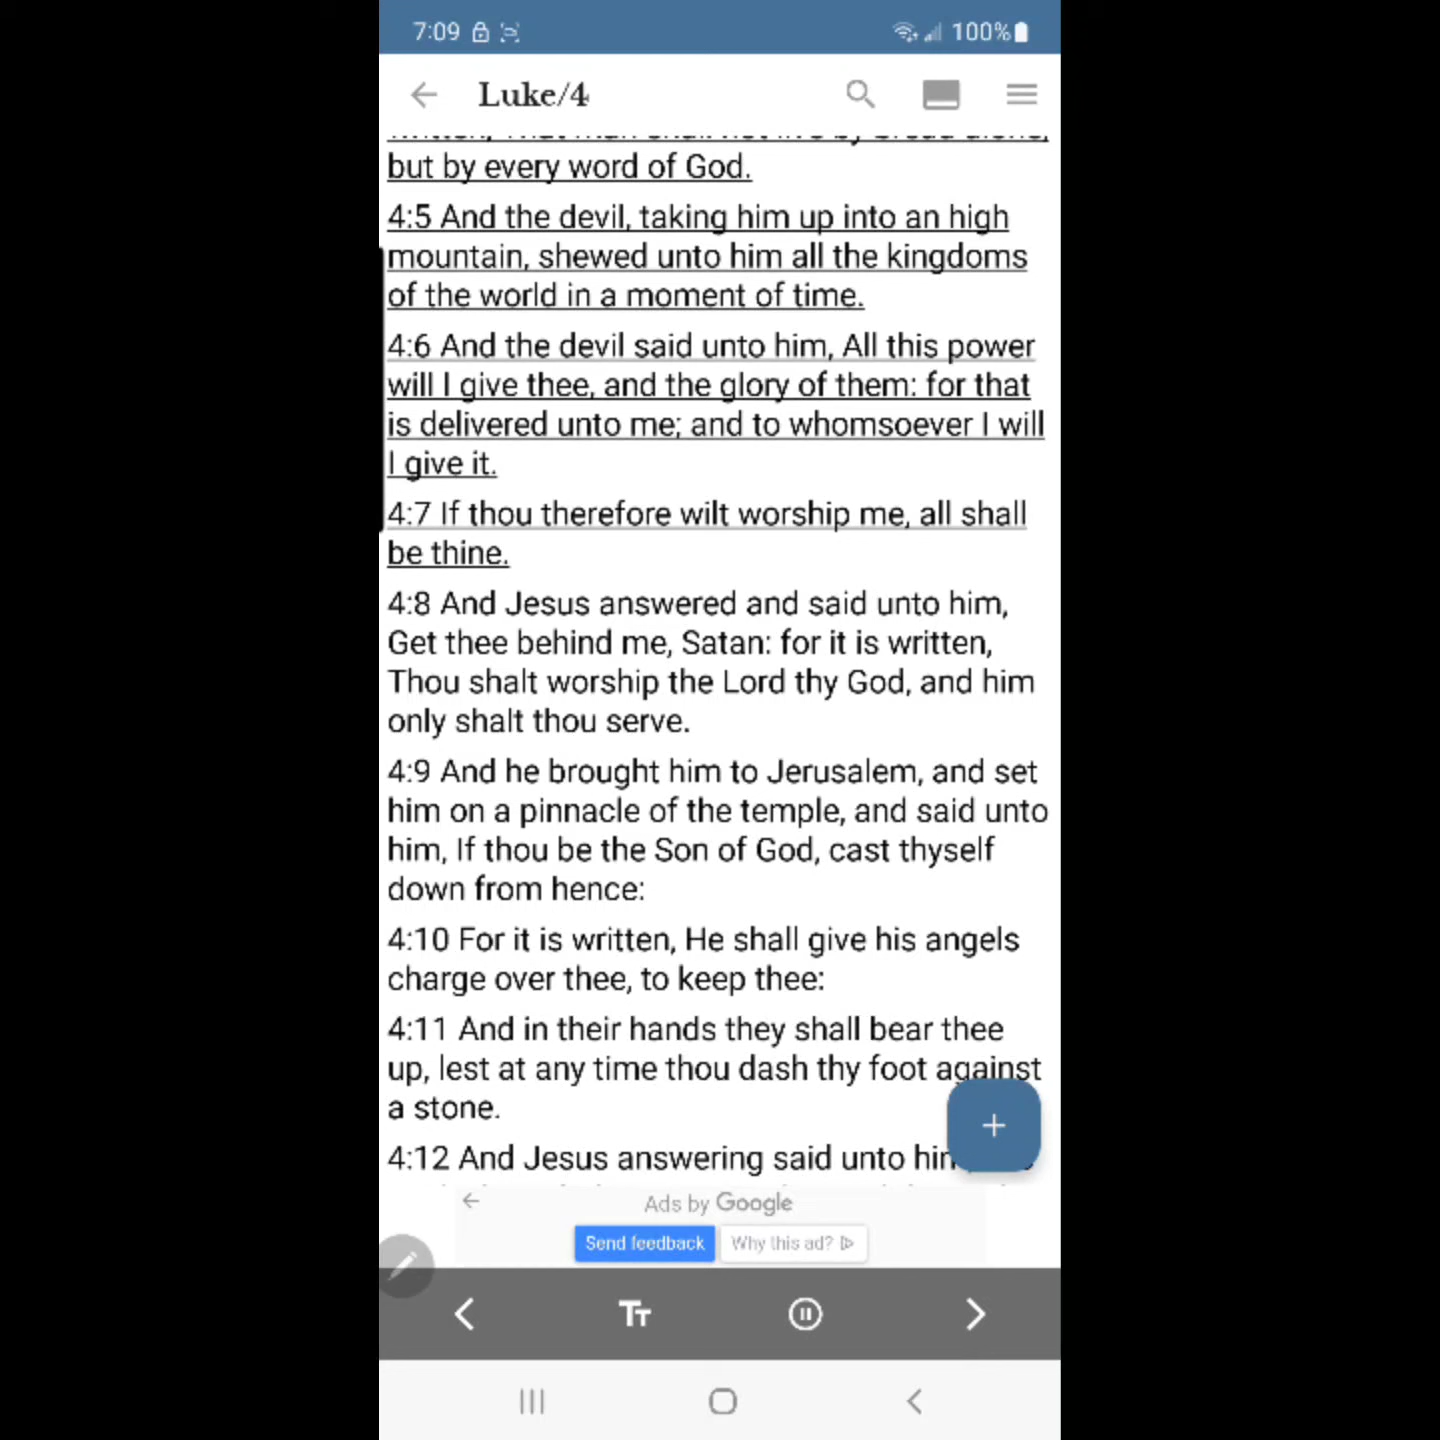 7:09 100%
Luke/4
but by every word of God.
4:5 And the devil, taking him up into an high
mountain, shewed unto him all the kingdoms
of the world in a moment of time.
4:6 And the devil said unto him, All this power
will I give thee, and the glory of them: for that
is delivered unto me; and to whomsoever I will
I give it.
4:7 If thou therefore wilt worship me, all shall
be thine.
4:8 And Jesus answered and said unto him,
Get thee behind me, Satan: for it is written,
Thou shalt worship the Lord thy God, and him
only shalt thou serve.
4:9 And he brought him to Jerusalem, and set
him on a pinnacle of the temple, and said unto
him, If thou be the Son of God, cast thyself
down from hence:
4:10 For it is written, He shall give his angels
charge over thee, to keep thee:
4:11 And in their hands they shall bear thee
up, lest at any time thou dash thy foot against
a stone.
4:12 And Jesus answering said unto
Ads by Google
Send feedback
Why this ad?
TT